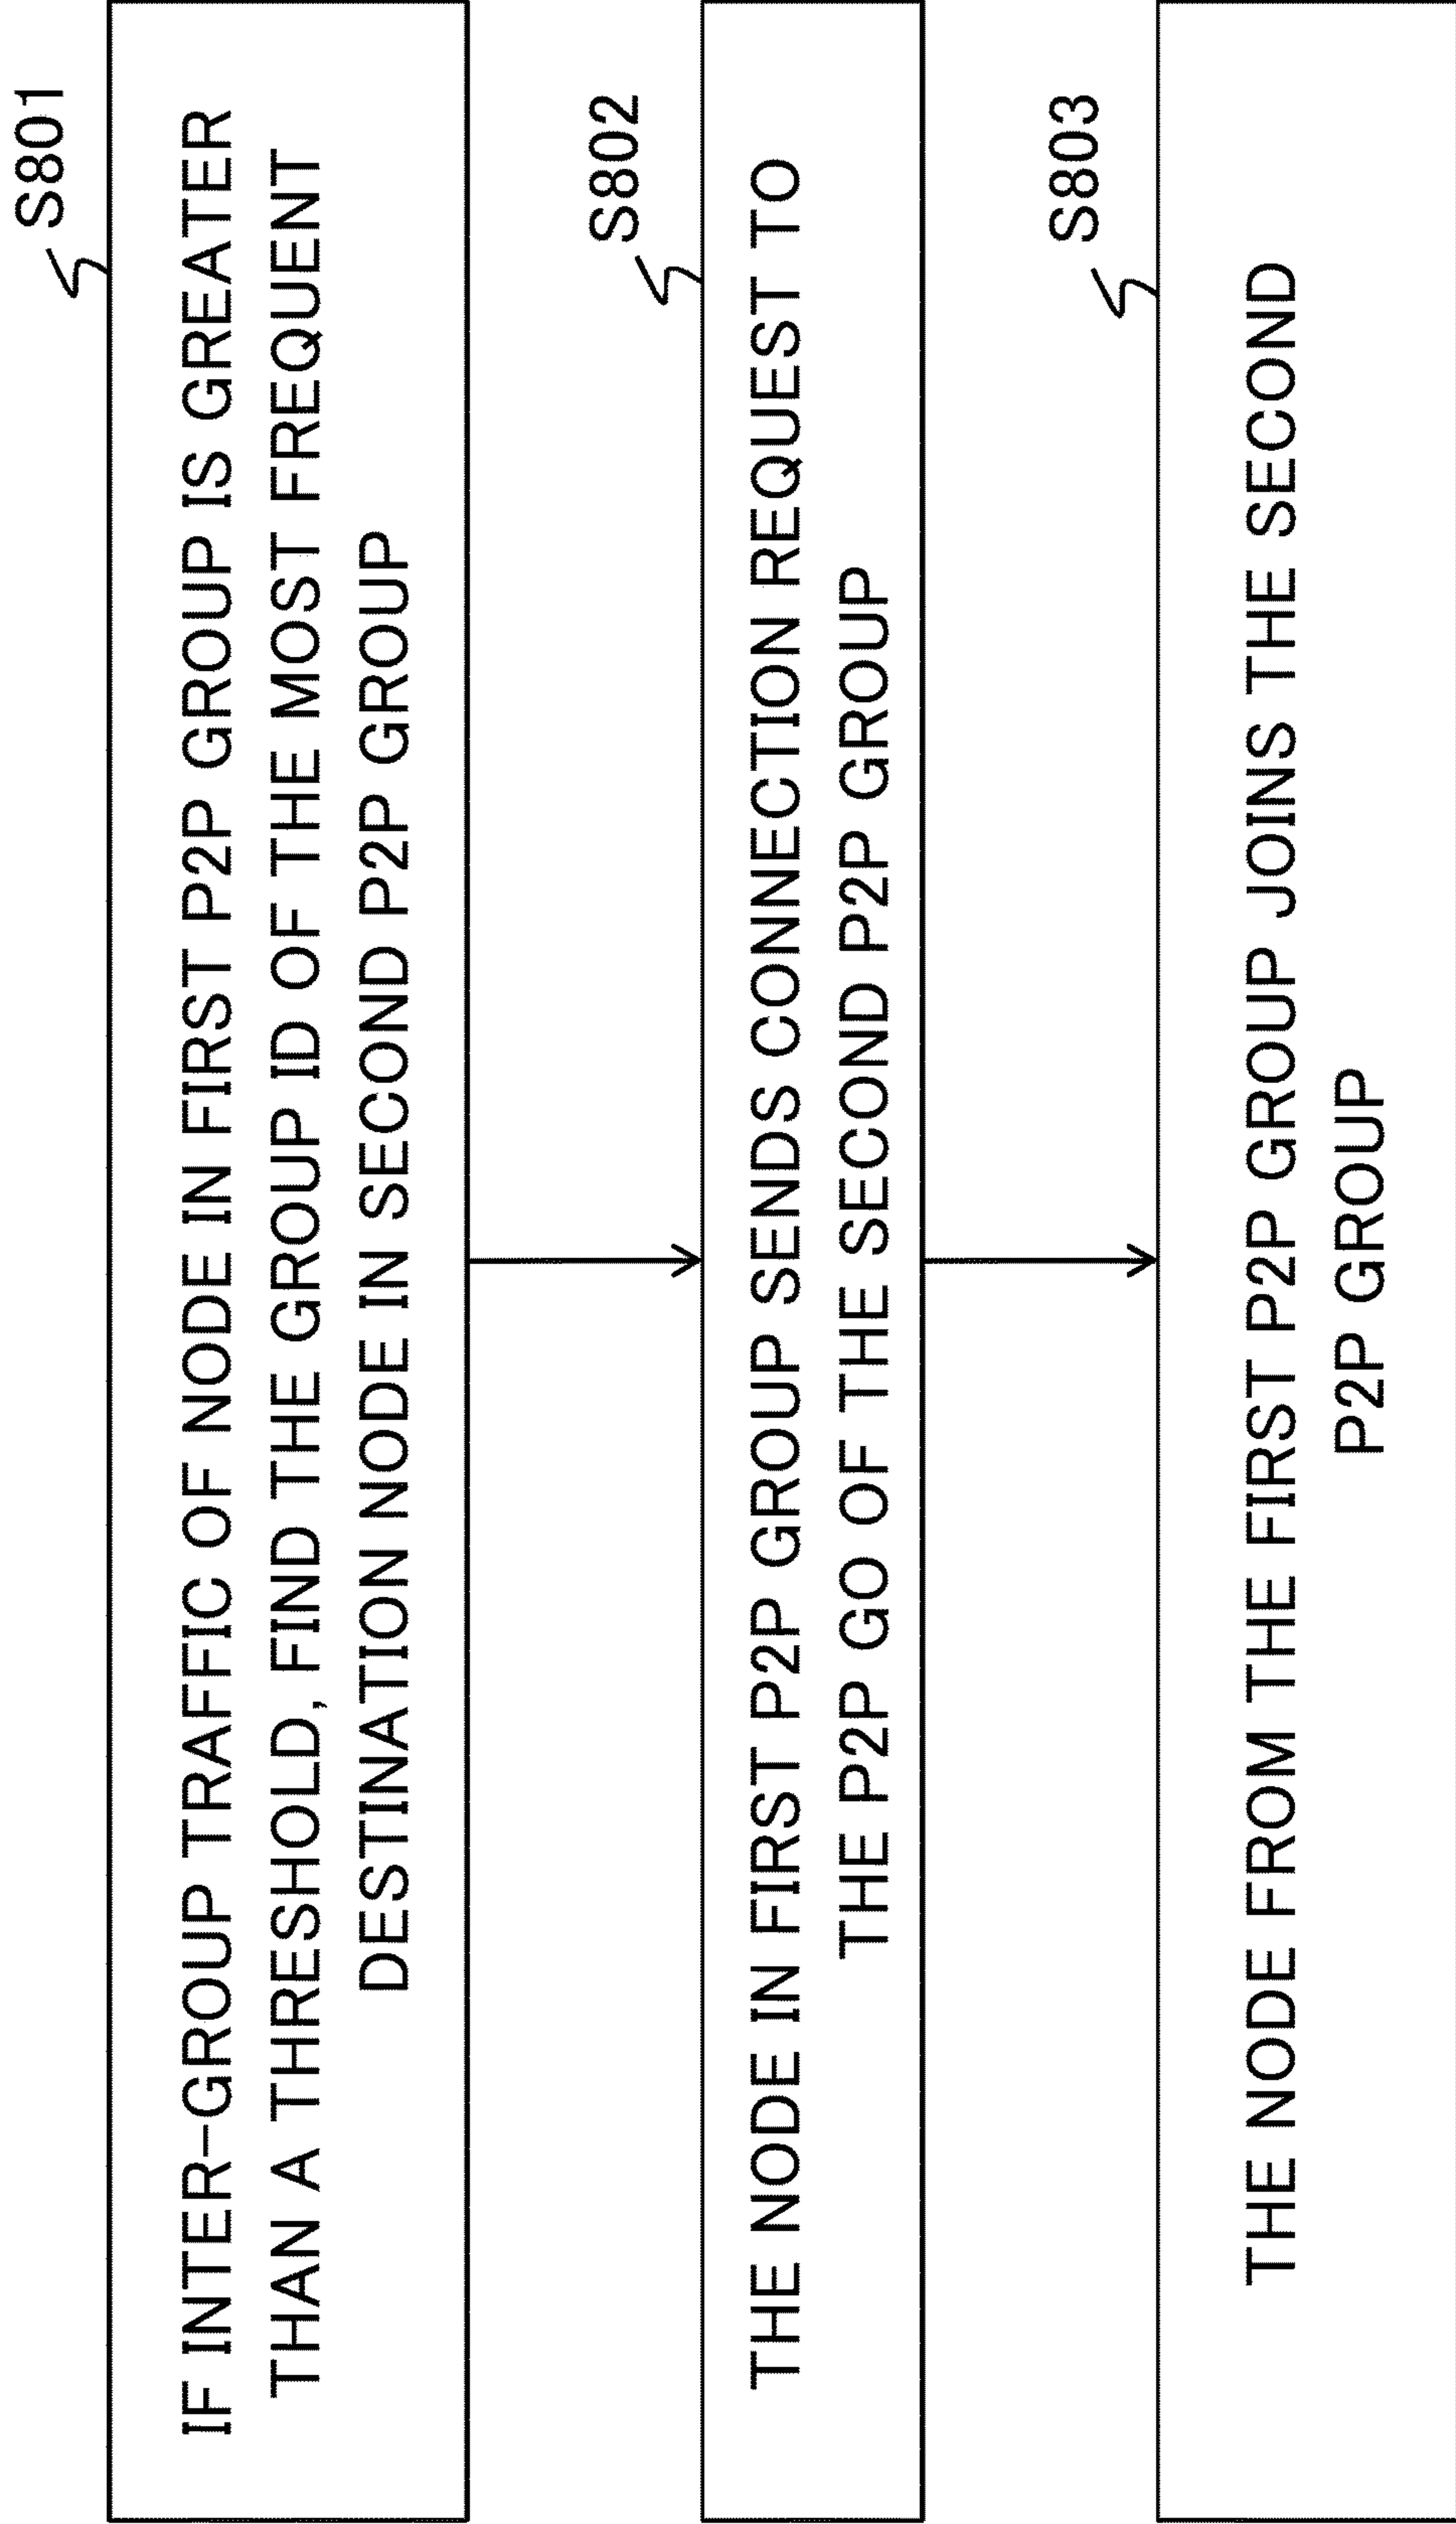 S801
IF INTER-GROUP TRAFFIC OF NODE IN FIRST P2P GROUP IS GREATER
THAN A THRESHOLD, FIND THE GROUP ID OF THE MOST FREQUENT
DESTINATION NODE IN SECOND P2P GROUP
S802
THE NODE IN FIRST P2P GROUP SENDS CONNECTION REQUEST TO
THE P2P GO OF THE SECOND P2P GROUP
S803
THE NODE FROM THE FIRST P2P GROUP JOINS THE SECOND
P2P GROUP